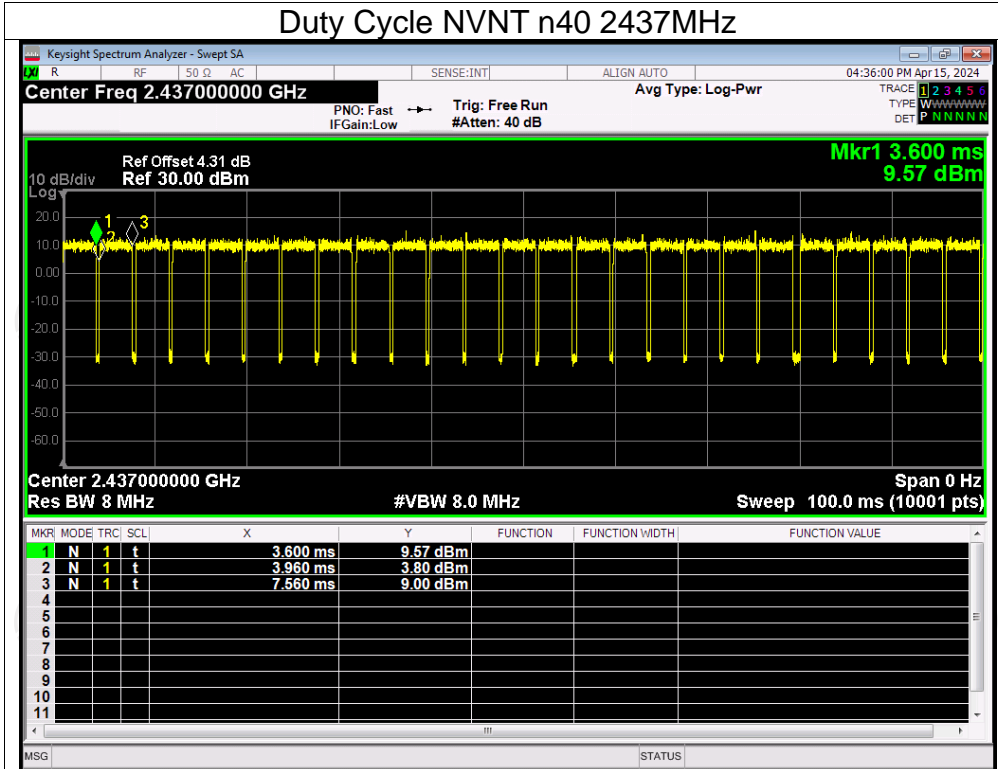 Duty Cycle NVNT n40 2437MHz
Keysight Spectrum Analyzer - Swept SA
LXI R RF 50 Ω AC SENSE:INT ALIGN AUTO 04:36:00 PM Apr 15, 2024
Center Freq 2.437000000 GHz Avg Type: Log-Pwr TRACE 1 2 3 4 5 6
PNO: Fast Trig: Free Run TYPE WWWWWW
IFGain:Low #Atten: 40 dB DET P N N N N N
Mkr1 3.600 ms
Ref Offset 4.31 dB
10 dB/div Ref 30.00 dBm 9.57 dBm
Log
20.0
1 2 3
10.0
0.00
-10.0
-20.0
-30.0
-40.0
-50.0
-60.0
Center 2.437000000 GHz Span 0 Hz
Res BW 8 MHz #VBW 8.0 MHz Sweep 100.0 ms (10001 pts)
MKR MODE TRC SCL X Y FUNCTION FUNCTION WIDTH FUNCTION VALUE
1 N 1 t 3.600 ms 9.57 dBm
2 N 1 t 3.960 ms 3.80 dBm
3 N 1 t 7.560 ms 9.00 dBm
4
5
6
7
8
9
10
11
MSG STATUS